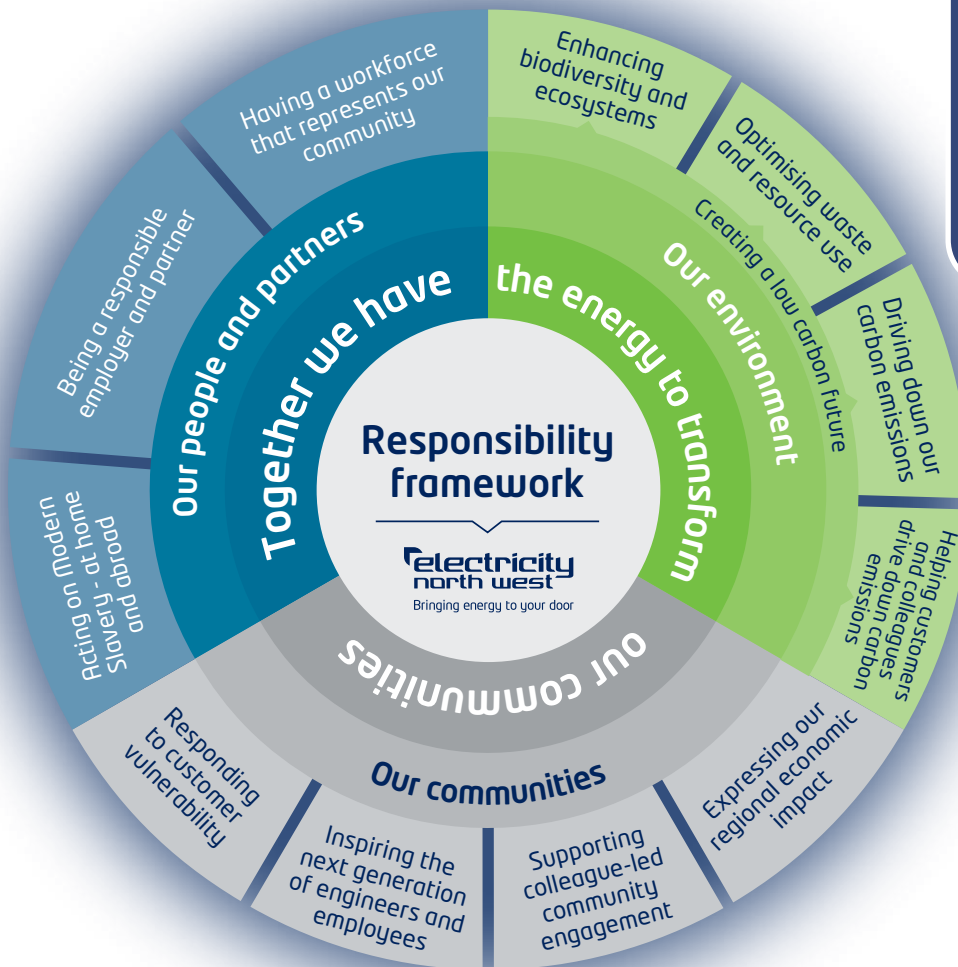 Responsibility
framework
electricity
north west
Bringing energy to your door
Together we have
the energy to transform
our communities
Our people and partners
Having a workforce
that represents our
community
Being a responsible
employer and partner
Acting on Modern
Slavery - at home
and abroad
Our environment
Creating a low carbon future
Enhancing
biodiversity and
ecosystems
Optimising waste
and resource use
Driving down our
carbon emissions
Helping customers
and colleagues
drive down carbon
emissions
Our communities
Expressing our
regional economic
impact
Supporting
colleague-led
community
engagement
Inspiring the
next generation
of engineers and
employees
Responding
to customer
vulnerability